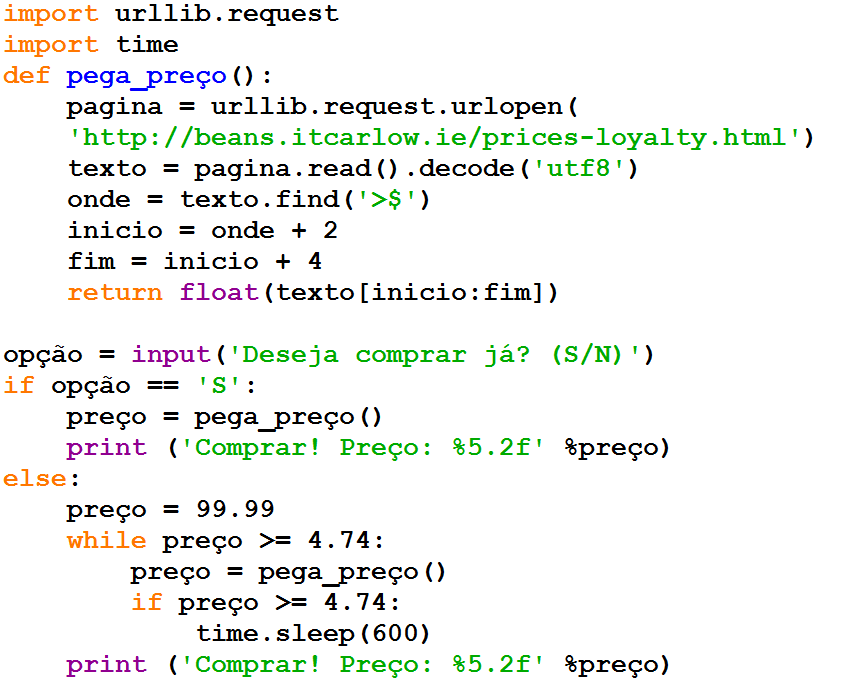 import urllib.request
import time
def pega_preço():
    pagina = urllib.request.urlopen(
    'http://beans.itcarlow.ie/prices-loyalty.html')
    texto = pagina.read().decode('utf8')
    onde = texto.find('>$')
    inicio = onde + 2
    fim = inicio + 4
    return float(texto[inicio:fim])

opção = input('Deseja comprar já? (S/N)')
if opção == 'S':
    preço = pega_preço()
    print ('Comprar! Preço: %5.2f' %preço)
else:
    preço = 99.99
    while preço >= 4.74:
        preço = pega_preço()
        if preço >= 4.74:
            time.sleep(600)
    print ('Comprar! Preço: %5.2f' %preço)